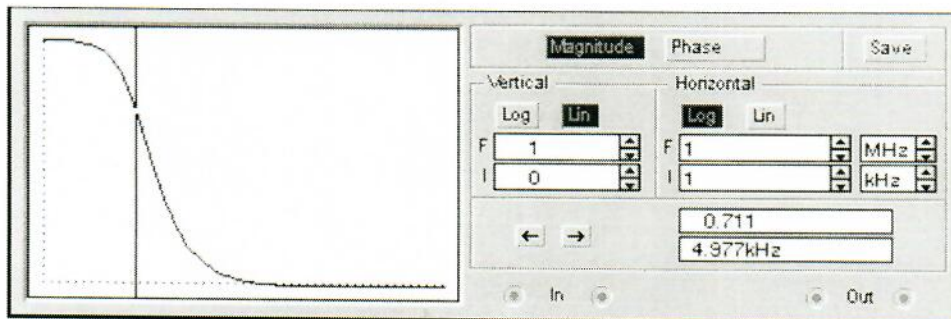 Magnitude Phase Save
Vertical Horizontal
Log Lin Log Lin
F 1 F 1 MHz
I 0 I 1 kHz
← → 0.711
4.977kHz
In Out